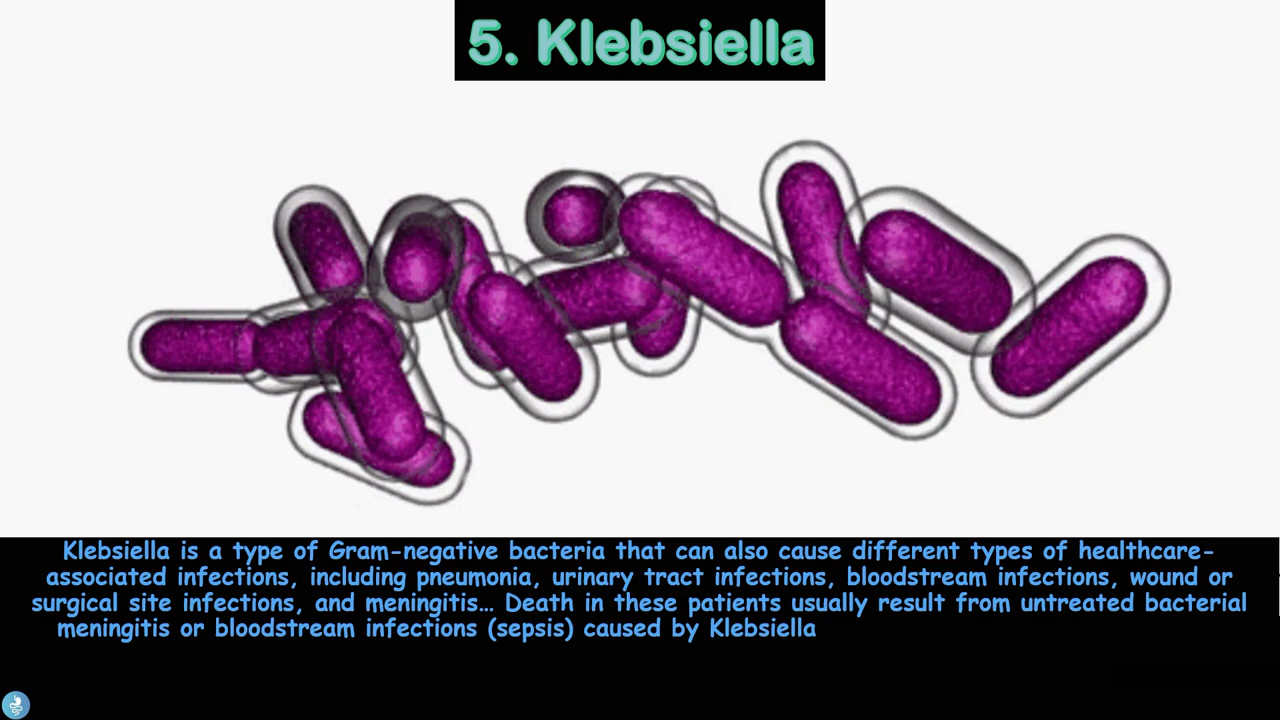 5. Klebsiella
Klebsiella is a type of Gram-negative bacteria that can also cause different types of healthcare-
associated infections, including pneumonia, urinary tract infections, bloodstream infections, wound or
surgical site infections, and meningitis... Death in these patients usually result from untreated bacterial
meningitis or bloodstream infections (sepsis) caused by Klebsiella